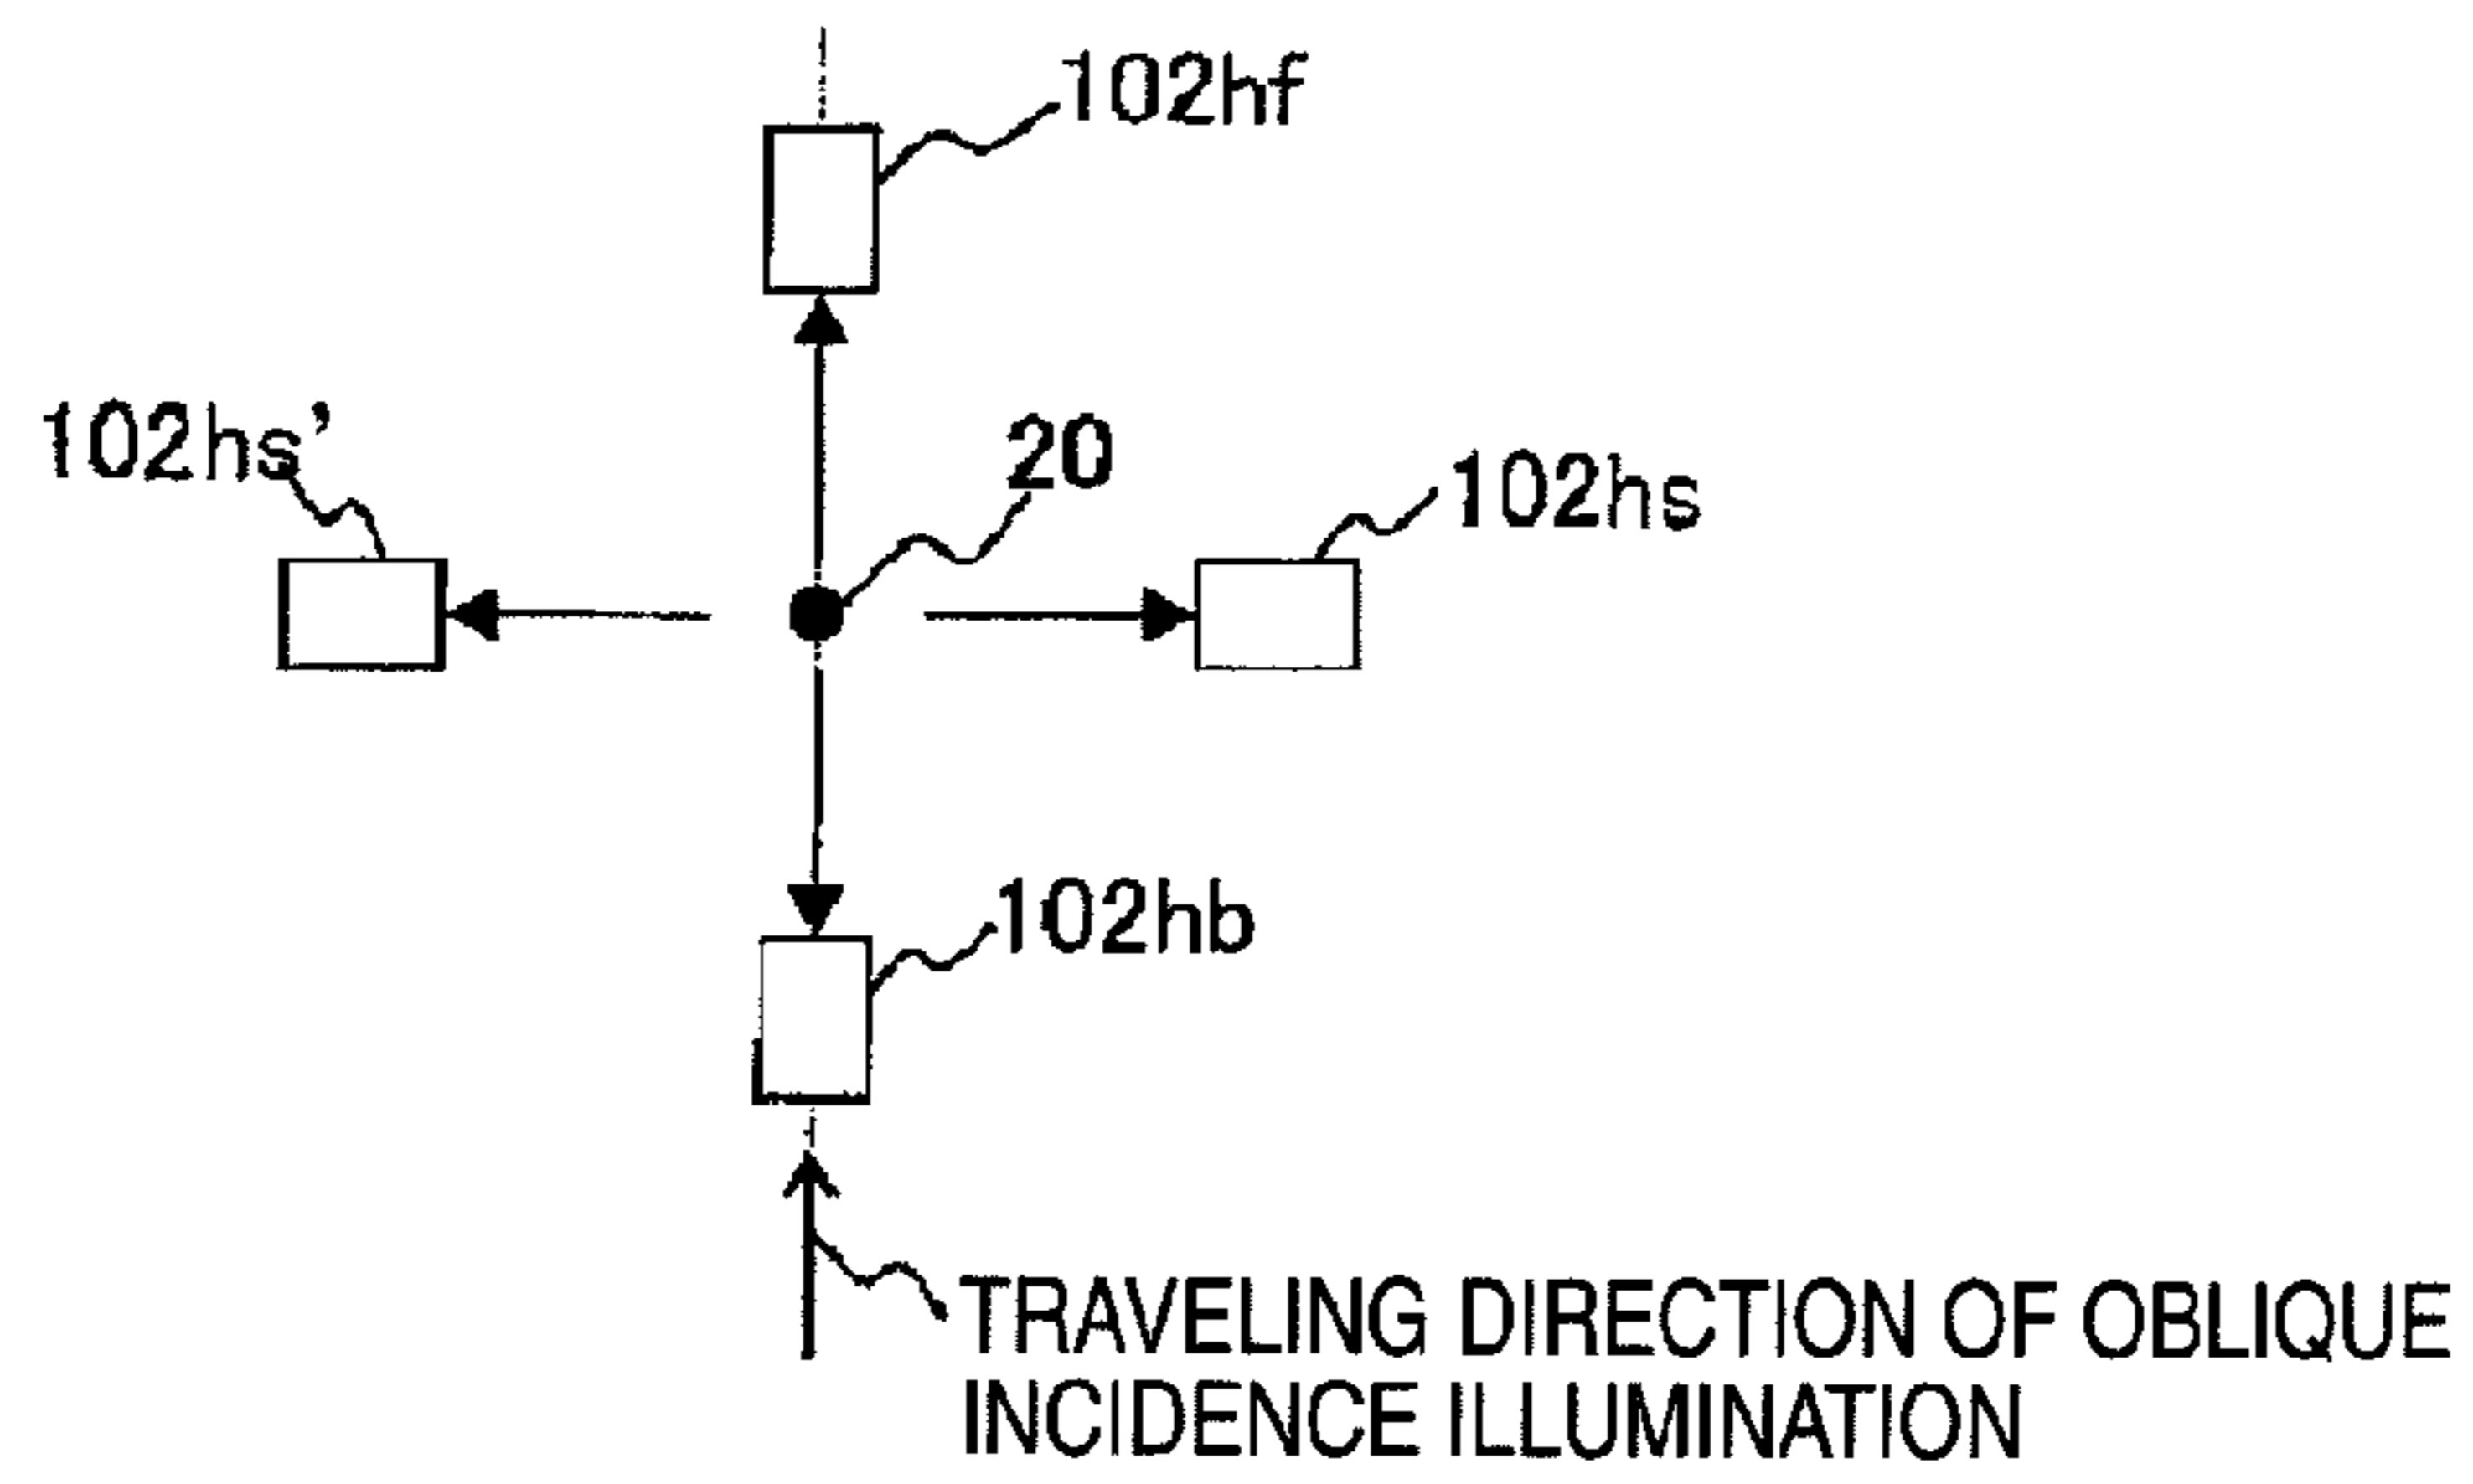 102hf
102hs’
20
102hs
102hb
TRAVELING DIRECTION OF OBLIQUE
INCIDENCE ILLUMINATION